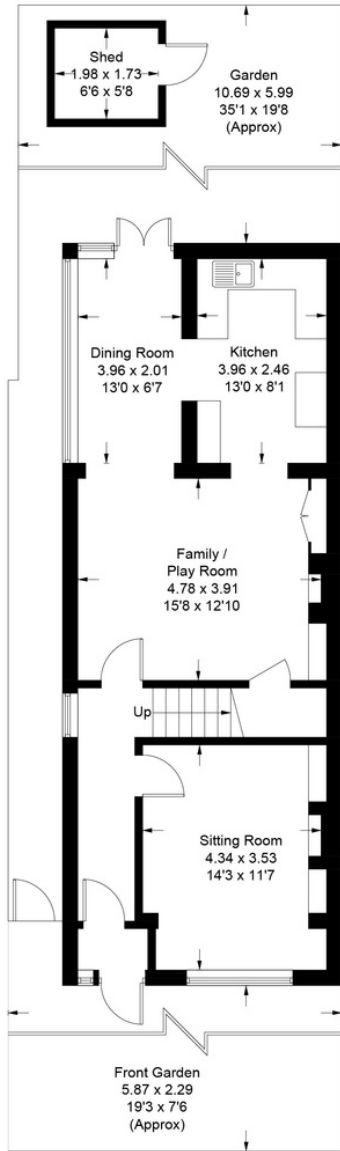 Shed
1.98 x 1.73
6'6 x 5'8
Garden
10.69 x 5.99
35'1 x 19'8
(Approx)
Dining Room
3.96 x 2.01
13'0 x 6'7
Kitchen
3.96 x 2.46
13'0 x 8'1
Family /
Play Room
4.78 x 3.91
15'8 x 12'10
Up
Sitting Room
4.34 x 3.53
14'3 x 11'7
Front Garden
5.87 x 2.29
19'3 x 7'6
(Approx)